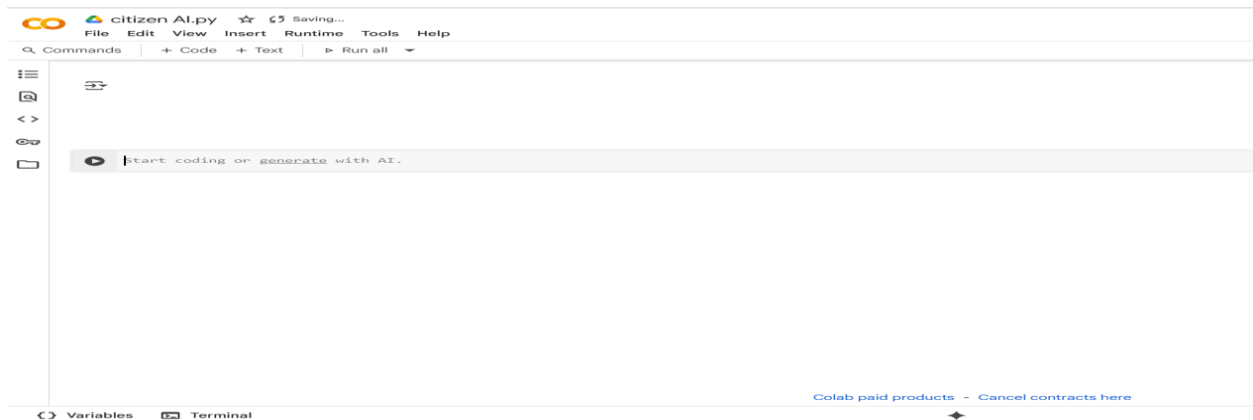 citizen AI.py Saving...
File Edit View Insert Runtime Tools Help
Commands + Code + Text Run all
Start coding or generate with AI.
Colab paid products - Cancel contracts here
Variables Terminal